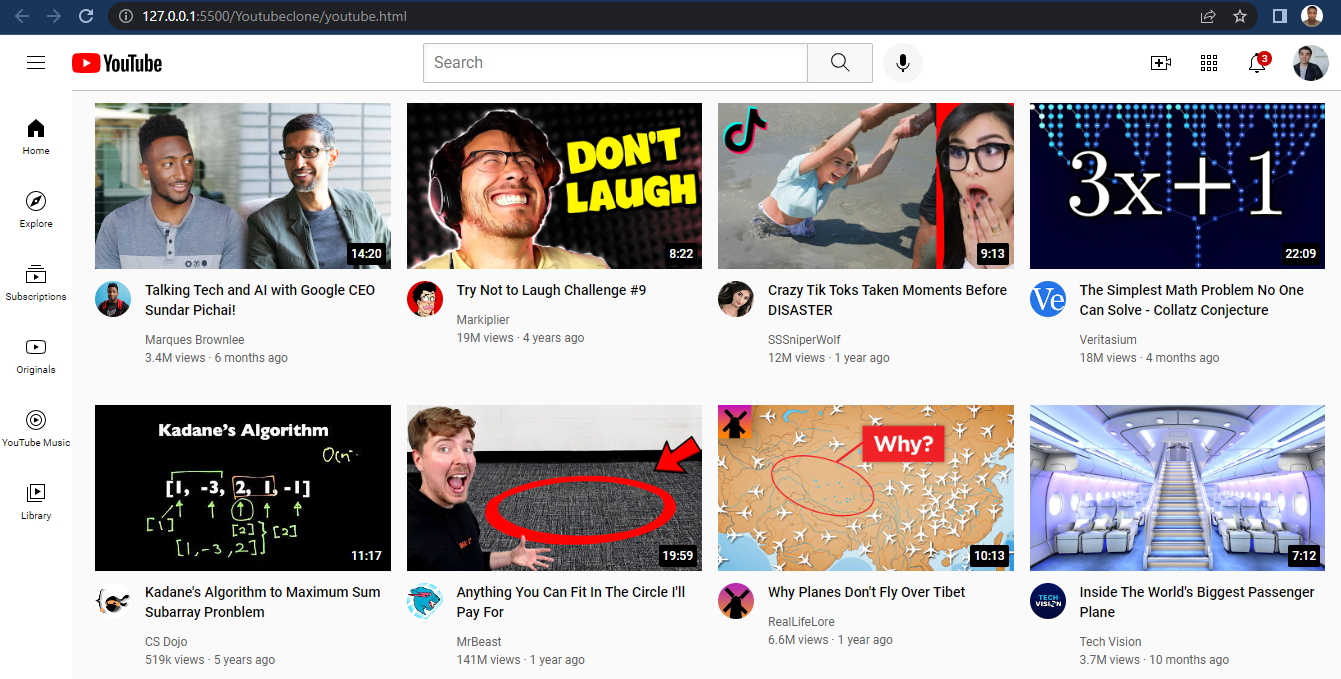 127.0.0.1:5500/Youtubeclone/youtube.html
YouTube
Search
3
Home
Explore
Subscriptions
Originals
YouTube Music
Library
14:20
DON'T
LAUGH
8:22
9:13
3x+1
22:09
Talking Tech and AI with Google CEO
Sundar Pichai!
Marques Brownlee
3.4M views · 6 months ago
Try Not to Laugh Challenge #9
Markiplier
19M views · 4 years ago
Crazy Tik Toks Taken Moments Before
DISASTER
SSSniperWolf
12M views · 1 year ago
Ve
The Simplest Math Problem No One
Can Solve - Collatz Conjecture
Veritasium
18M views · 4 months ago
Kadane's Algorithm
[1, -3, 2, 1, -1]
[1]
[2]
[2]
[1, -3, 2]
11:17
19:59
Why?
10:13
7:12
Kadane's Algorithm to Maximum Sum
Subarray Pronblem
CS Dojo
519k views · 5 years ago
Anything You Can Fit In The Circle I'll
Pay For
MrBeast
141M views · 1 year ago
Why Planes Don't Fly Over Tibet
RealLifeLore
6.6M views · 1 year ago
TECH
VISION
Inside The World's Biggest Passenger
Plane
Tech Vision
3.7M views · 10 months ago